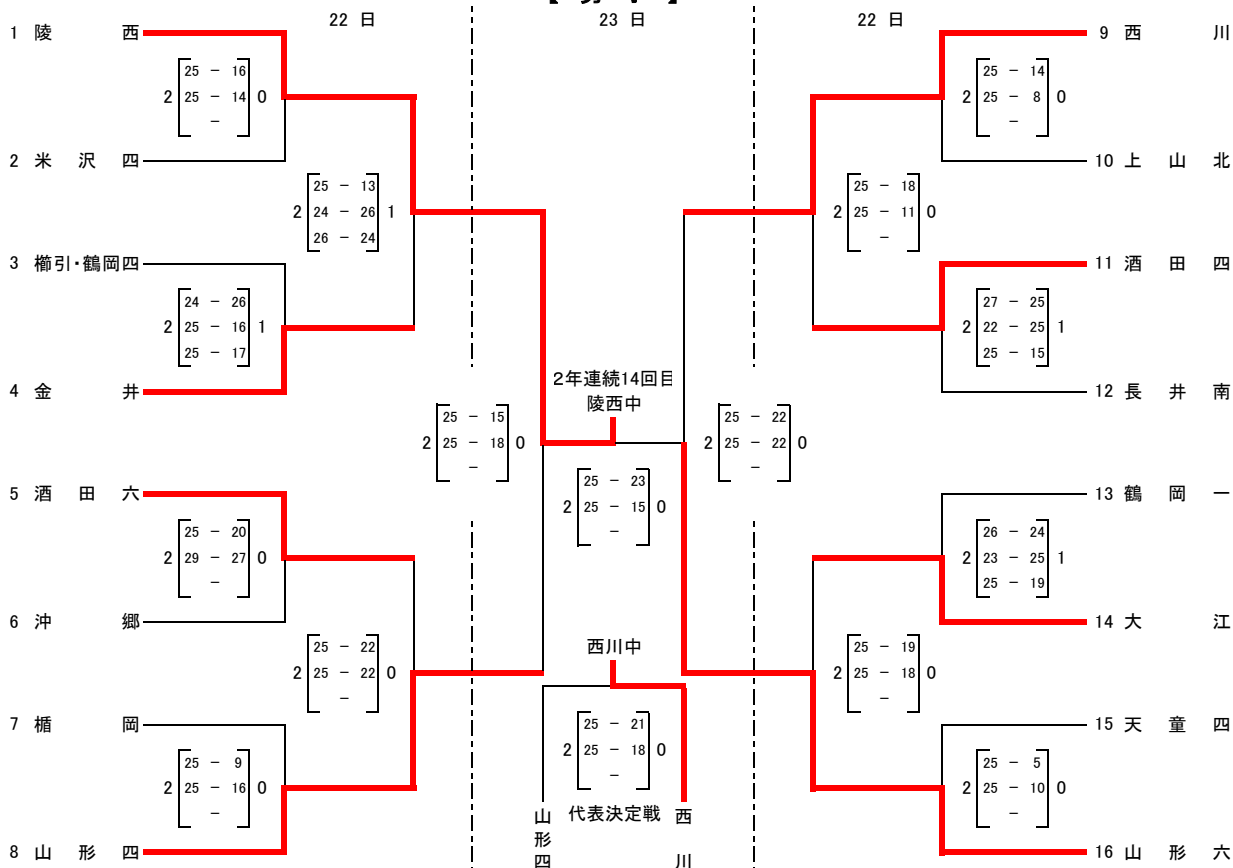 22 日
23 日
22 日
1 陵 西
25 － 16
2 25 － 14 0
－
2 米 沢 四
25 － 13
2 24 － 26 1
26 － 24
3 櫛引・鶴岡四
24 － 26
2 25 － 16 1
25 － 17
4 金 井
25 － 15
2 25 － 18 0
－
5 酒 田 六
25 － 20
2 29 － 27 0
－
6 沖 郷
25 － 22
2 25 － 22 0
－
7 楯 岡
25 － 9
2 25 － 16 0
－
8 山 形 四
2年連続14回目
陵西中
25 － 23
2 25 － 15 0
－
西川中
25 － 21
2 25 － 18 0
－
代表決定戦
山形四
西川
9 西 川
25 － 14
2 25 － 8 0
－
10 上 山 北
25 － 18
2 25 － 11 0
－
11 酒 田 四
27 － 25
2 22 － 25 1
25 － 15
12 長 井 南
25 － 22
2 25 － 22 0
－
13 鶴 岡 一
26 － 24
2 23 － 25 1
25 － 19
14 大 江
25 － 19
2 25 － 18 0
－
15 天 童 四
25 － 5
2 25 － 10 0
－
16 山 形 六